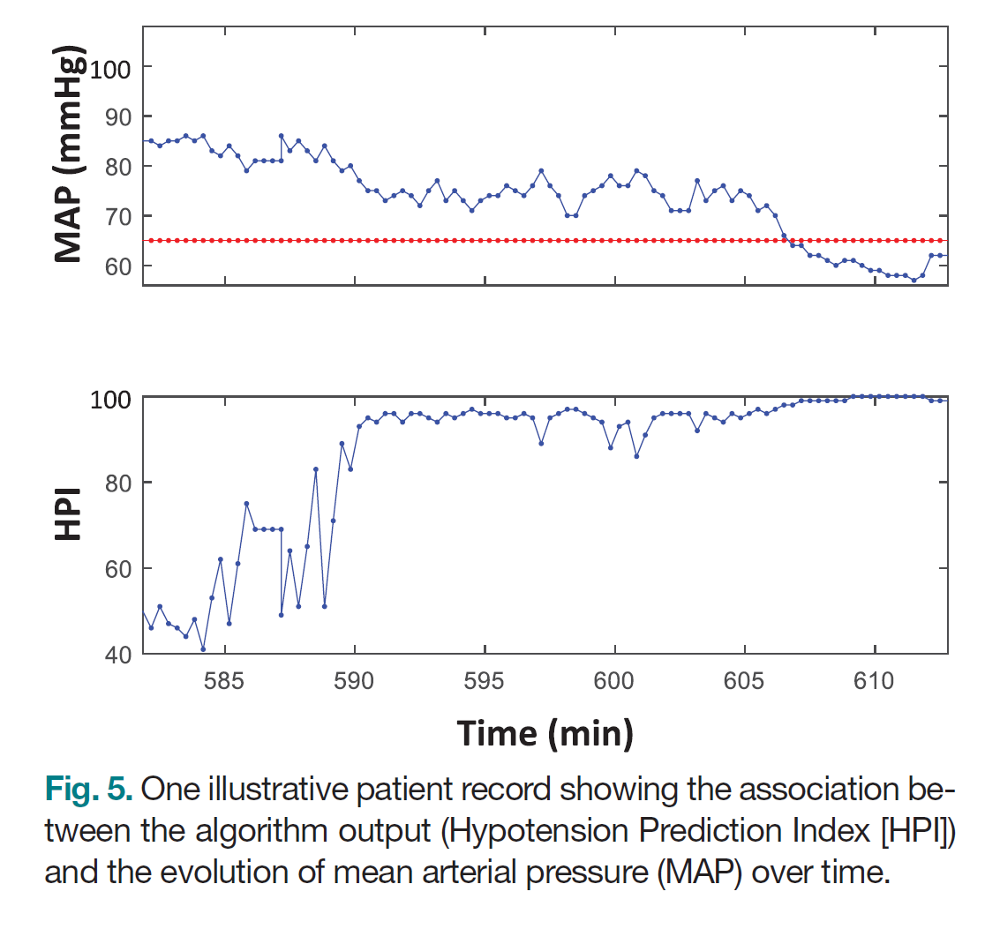 MAP (mmHg)
100
90
80
70
60
HPI
100
80
60
40
585 590 595 600 605 610
Time (min)
Fig. 5. One illustrative patient record showing the association be-
tween the algorithm output (Hypotension Prediction Index [HPI])
and the evolution of mean arterial pressure (MAP) over time.